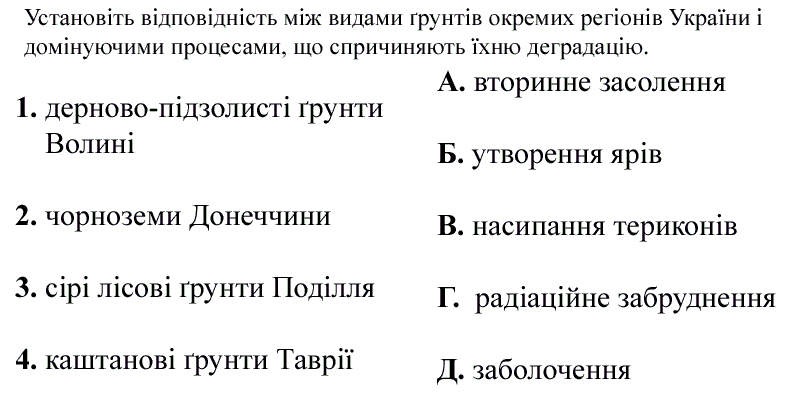 Установіть відповідність між видами ґрунтів окремих регіонів України і
домінуючими процесами, що спричиняють їхню деградацію.
1. дерново-підзолисті ґрунти
Волині
2. чорноземи Донеччини
3. сірі лісові ґрунти Поділля
4. каштанові ґрунти Таврії
А. вторинне засолення
Б. утворення ярів
В. насипання териконів
Г. радіаційне забруднення
Д. заболочення